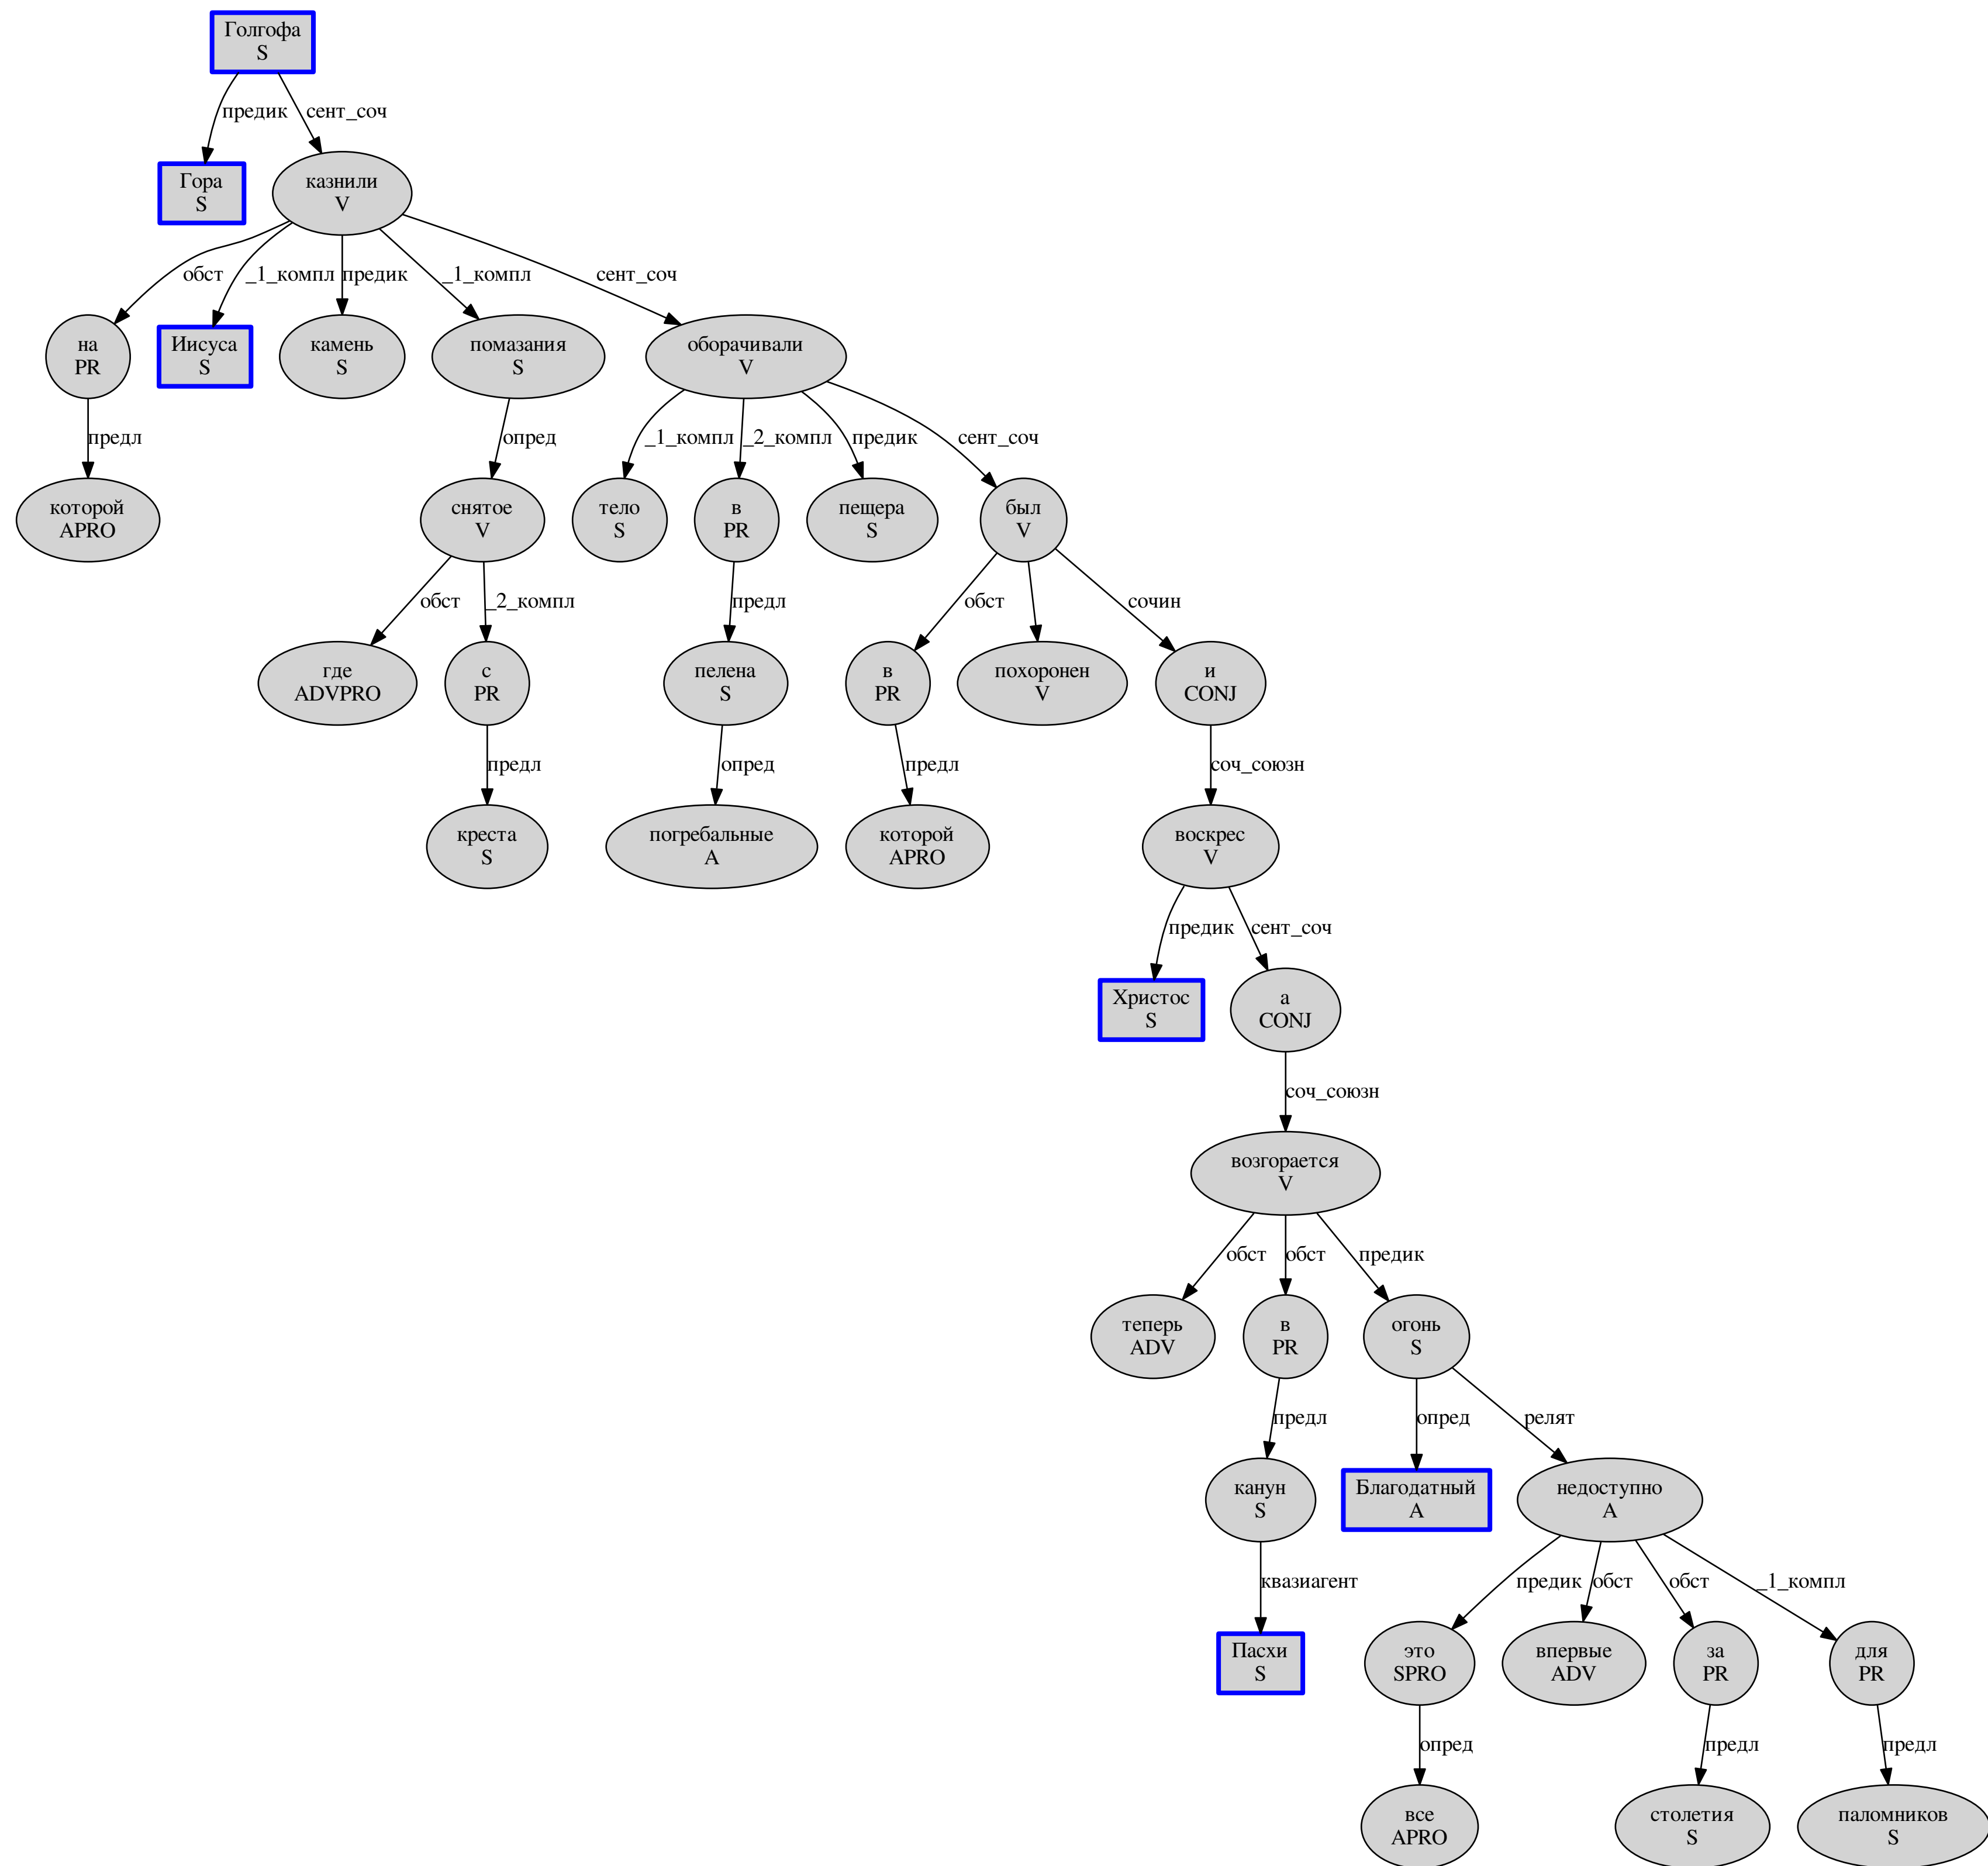 Голгофа
S
предик
сент_соч
Гора
S
казнили
V
обст
_1_компл
предик
_1_компл
сент_соч
на
PR
Иисуса
S
камень
S
помазания
S
оборачивали
V
предл
опред
_1_компл
_2_компл
предик
сент_соч
которой
APRO
снятое
V
тело
S
в
PR
пещера
S
был
V
обст
_2_компл
предл
обст
сочин
где
ADVPRO
с
PR
пелена
S
в
PR
похоронен
V
и
CONJ
предл
опред
предл
соч_союзн
креста
S
погребальные
A
которой
APRO
воскрес
V
предик
сент_соч
Христос
S
а
CONJ
соч_союзн
возгорается
V
обст
обст
предик
теперь
ADV
в
PR
огонь
S
предл
опред
релят
канун
S
Благодатный
A
недоступно
A
квазиагент
предик
обст
обст
_1_компл
Пасхи
S
это
SPRO
впервые
ADV
за
PR
для
PR
опред
предл
предл
все
APRO
столетия
S
паломников
S